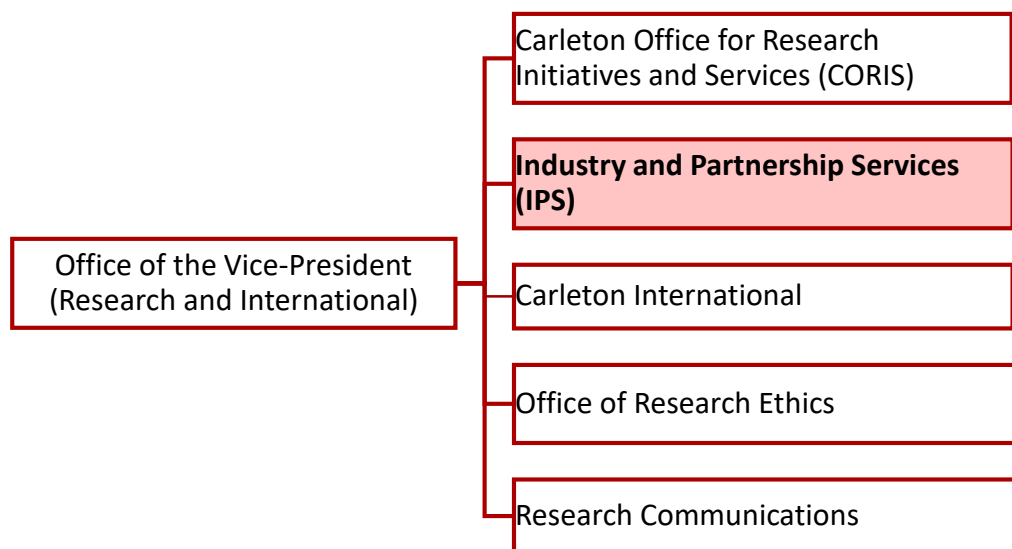 Carleton Office for Research
Initiatives and Services (CORIS)
Industry and Partnership Services
(IPS)
Office of the Vice-President
(Research and International)
Carleton International
Office of Research Ethics
Research Communications